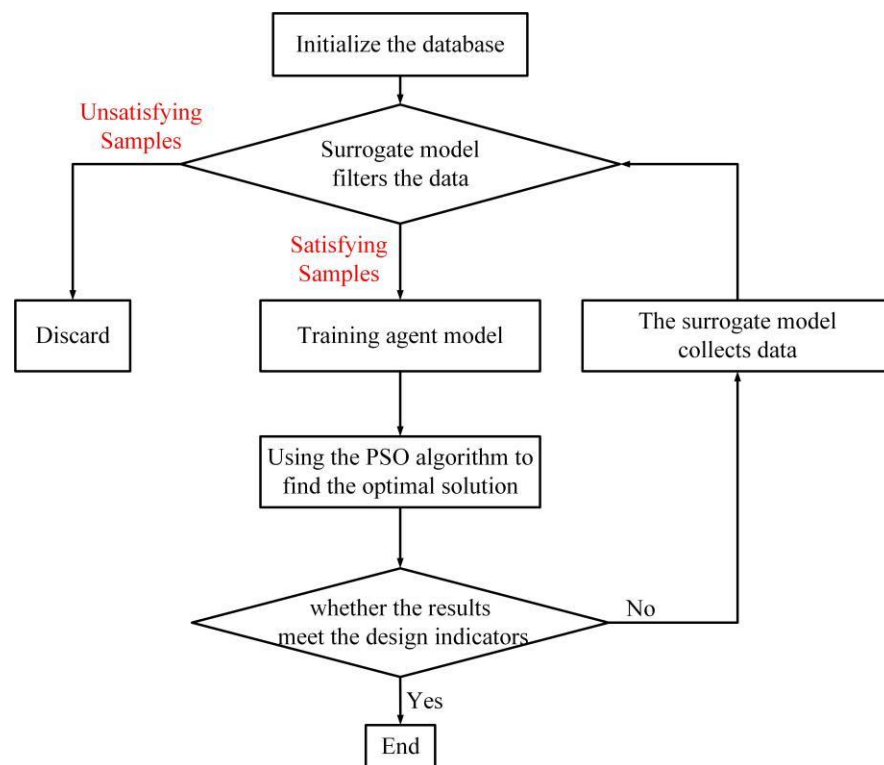 Initialize the database
Unsatisfying
Samples
Surrogate model
filters the data
Satisfying
Samples
Discard
Training agent model
The surrogate model
collects data
Using the PSO algorithm to
find the optimal solution
whether the results
meet the design indicators
No
Yes
End